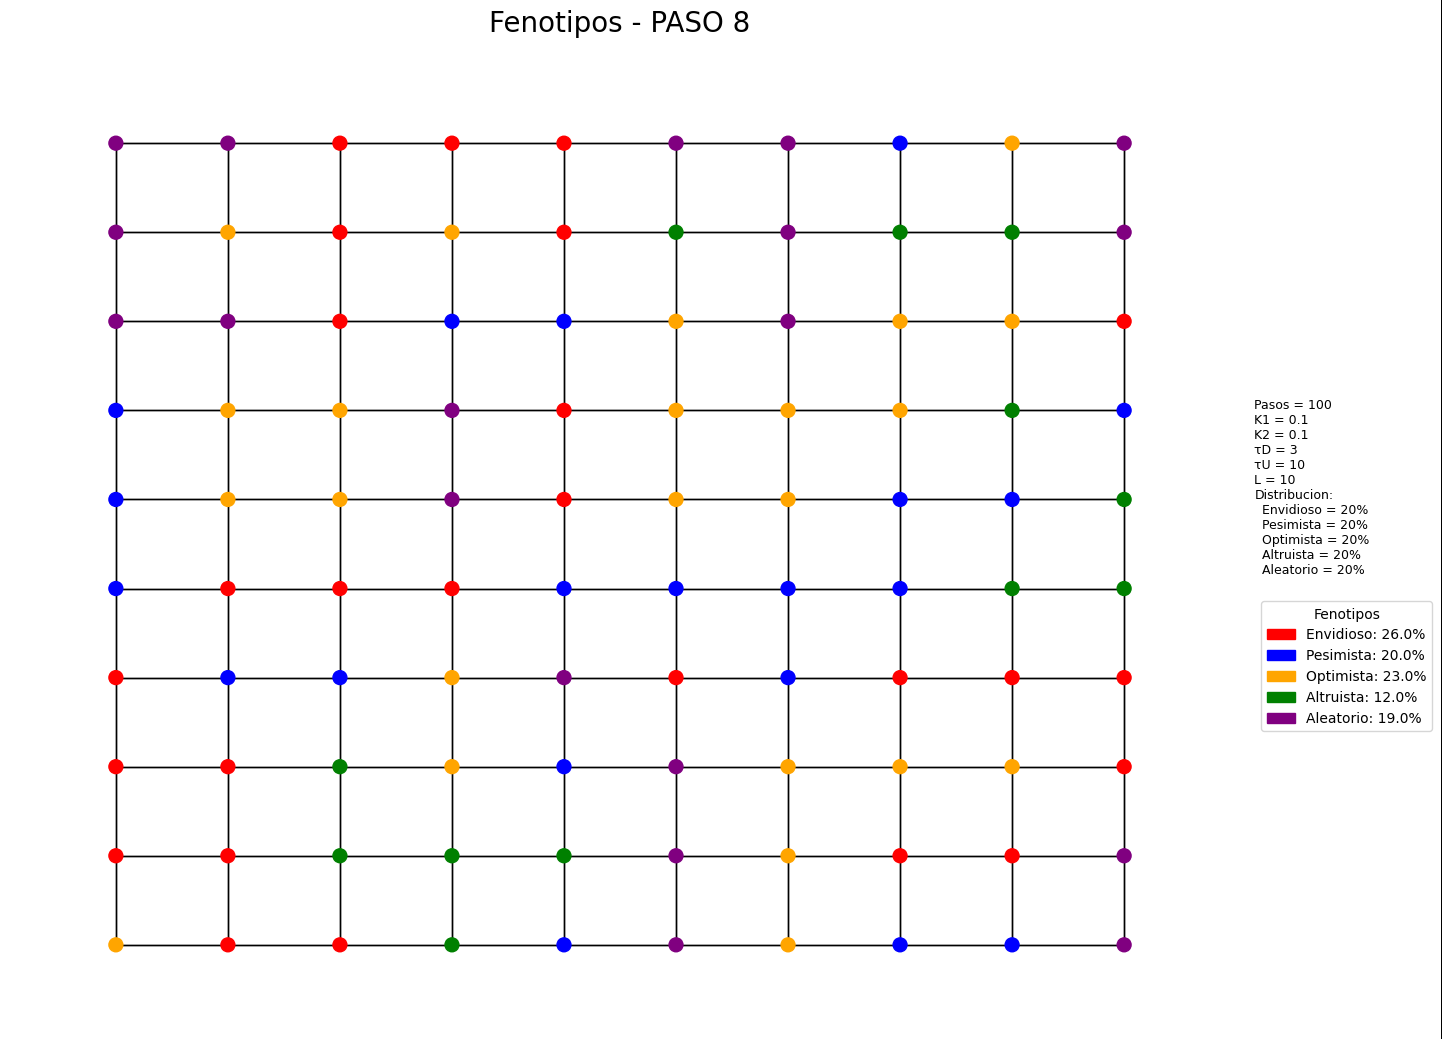 Fenotipos - PASO 8
Pasos = 100
K1 = 0.1
K2 = 0.1
τD = 3
τU = 10
L = 10
Distribucion:
Envidioso = 20%
Pesimista = 20%
Optimista = 20%
Altruista = 20%
Aleatorio = 20%
Fenotipos
Envidioso: 26.0%
Pesimista: 20.0%
Optimista: 23.0%
Altruista: 12.0%
Aleatorio: 19.0%